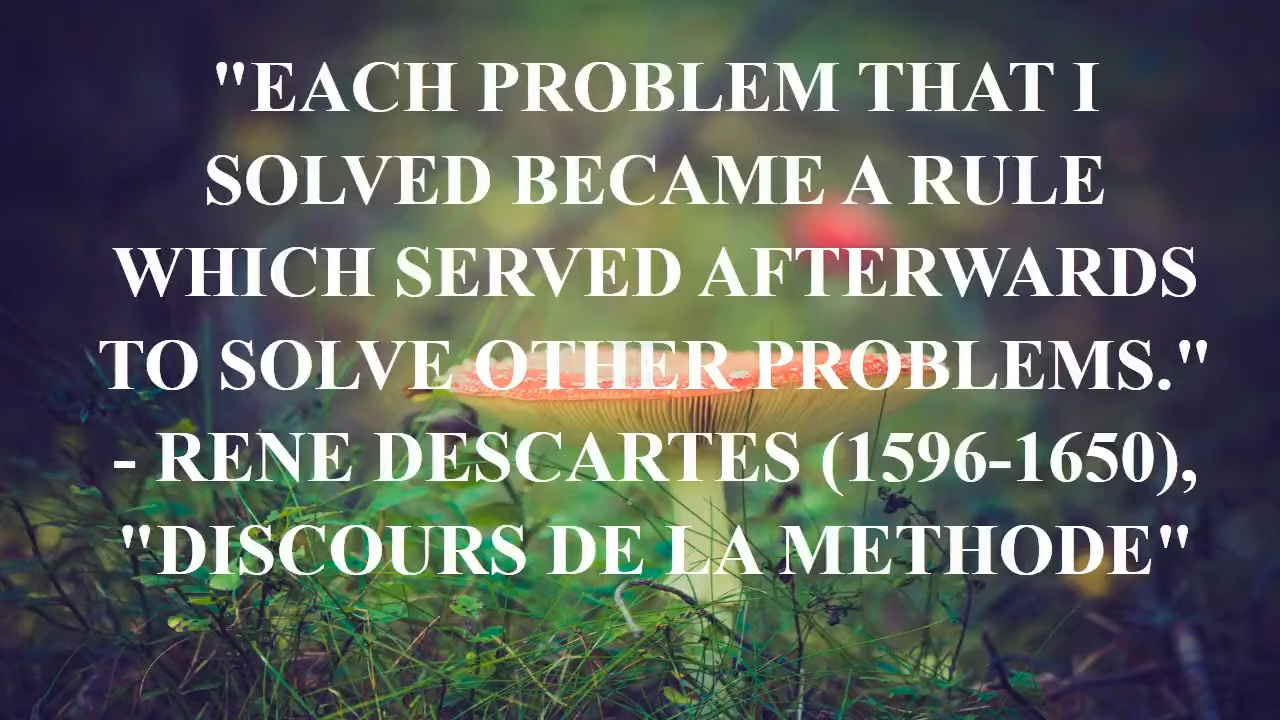 "EACH PROBLEM THAT I
SOLVED BECAME A RULE
WHICH SERVED AFTERWARDS
TO SOLVE OTHER PROBLEMS."
- RENE DESCARTES (1596-1650),
"DISCOURS DE LA METHODE"